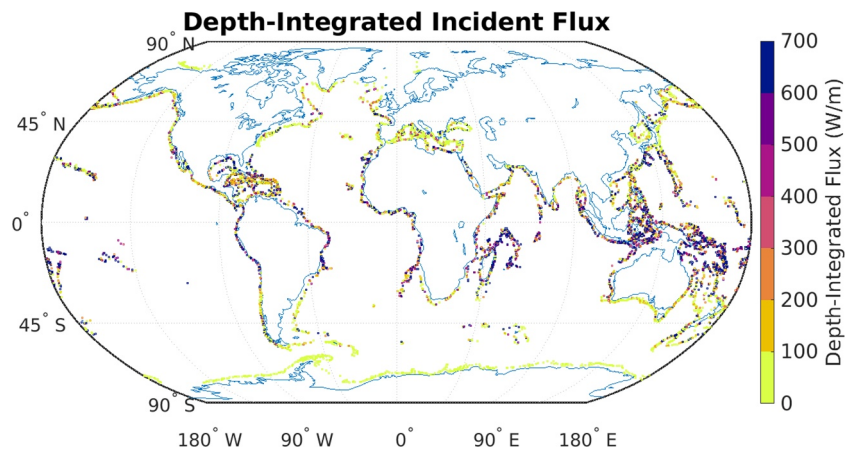 Depth-Integrated Incident Flux
90° N
45° N
0°
45° S
90° S
180° W
90° W
0°
90° E
180° E
700
600
500
400
300
200
100
0
Depth-Integrated Flux (W/m)